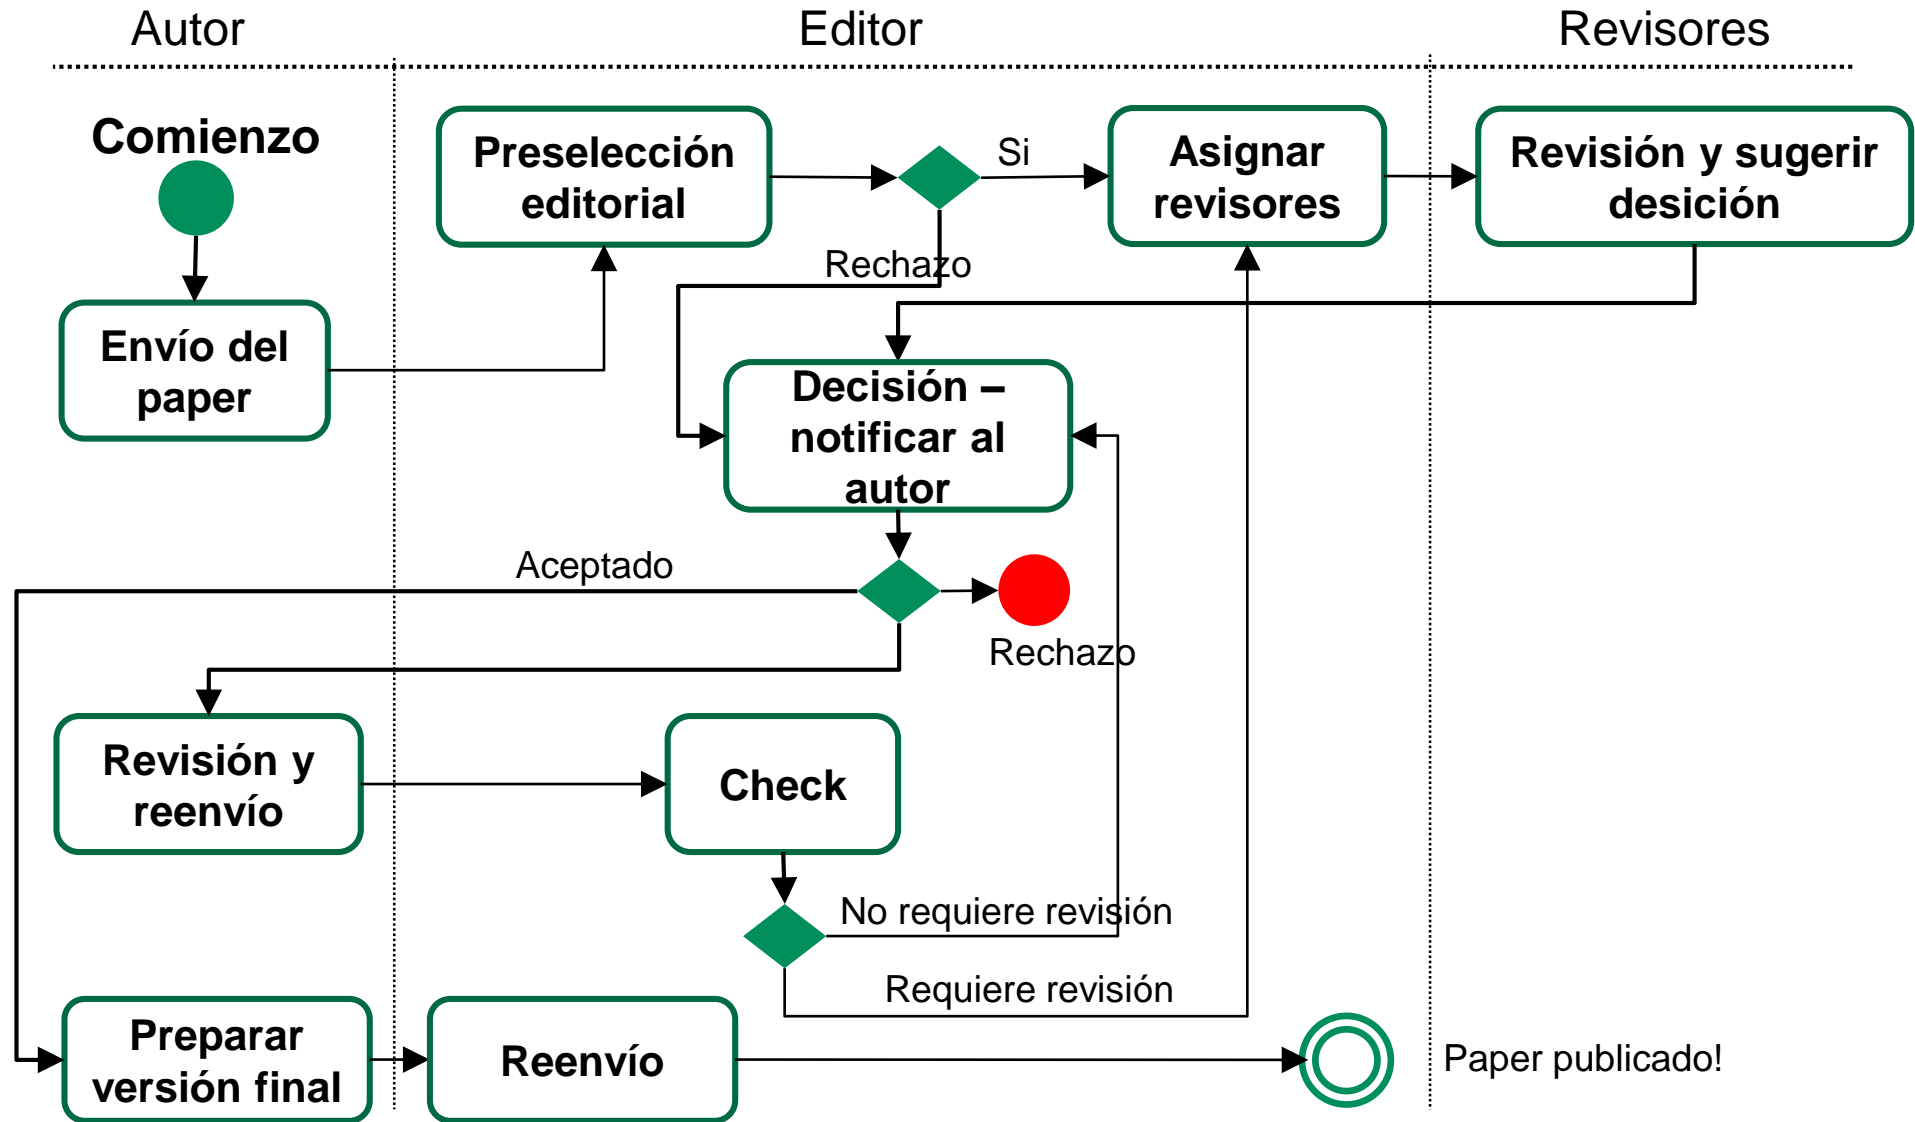 Autor
Editor
Revisores
Comienzo
Preselección
editorial
Si
Asignar
revisores
Revisión y sugerir
desición
Rechazo
Envío del
paper
Decisión –
notificar al
autor
Aceptado
Rechazo
Revisión y
reenvío
Check
No requiere revisión
Requiere revisión
Preparar
versión final
Reenvío
Paper publicado!